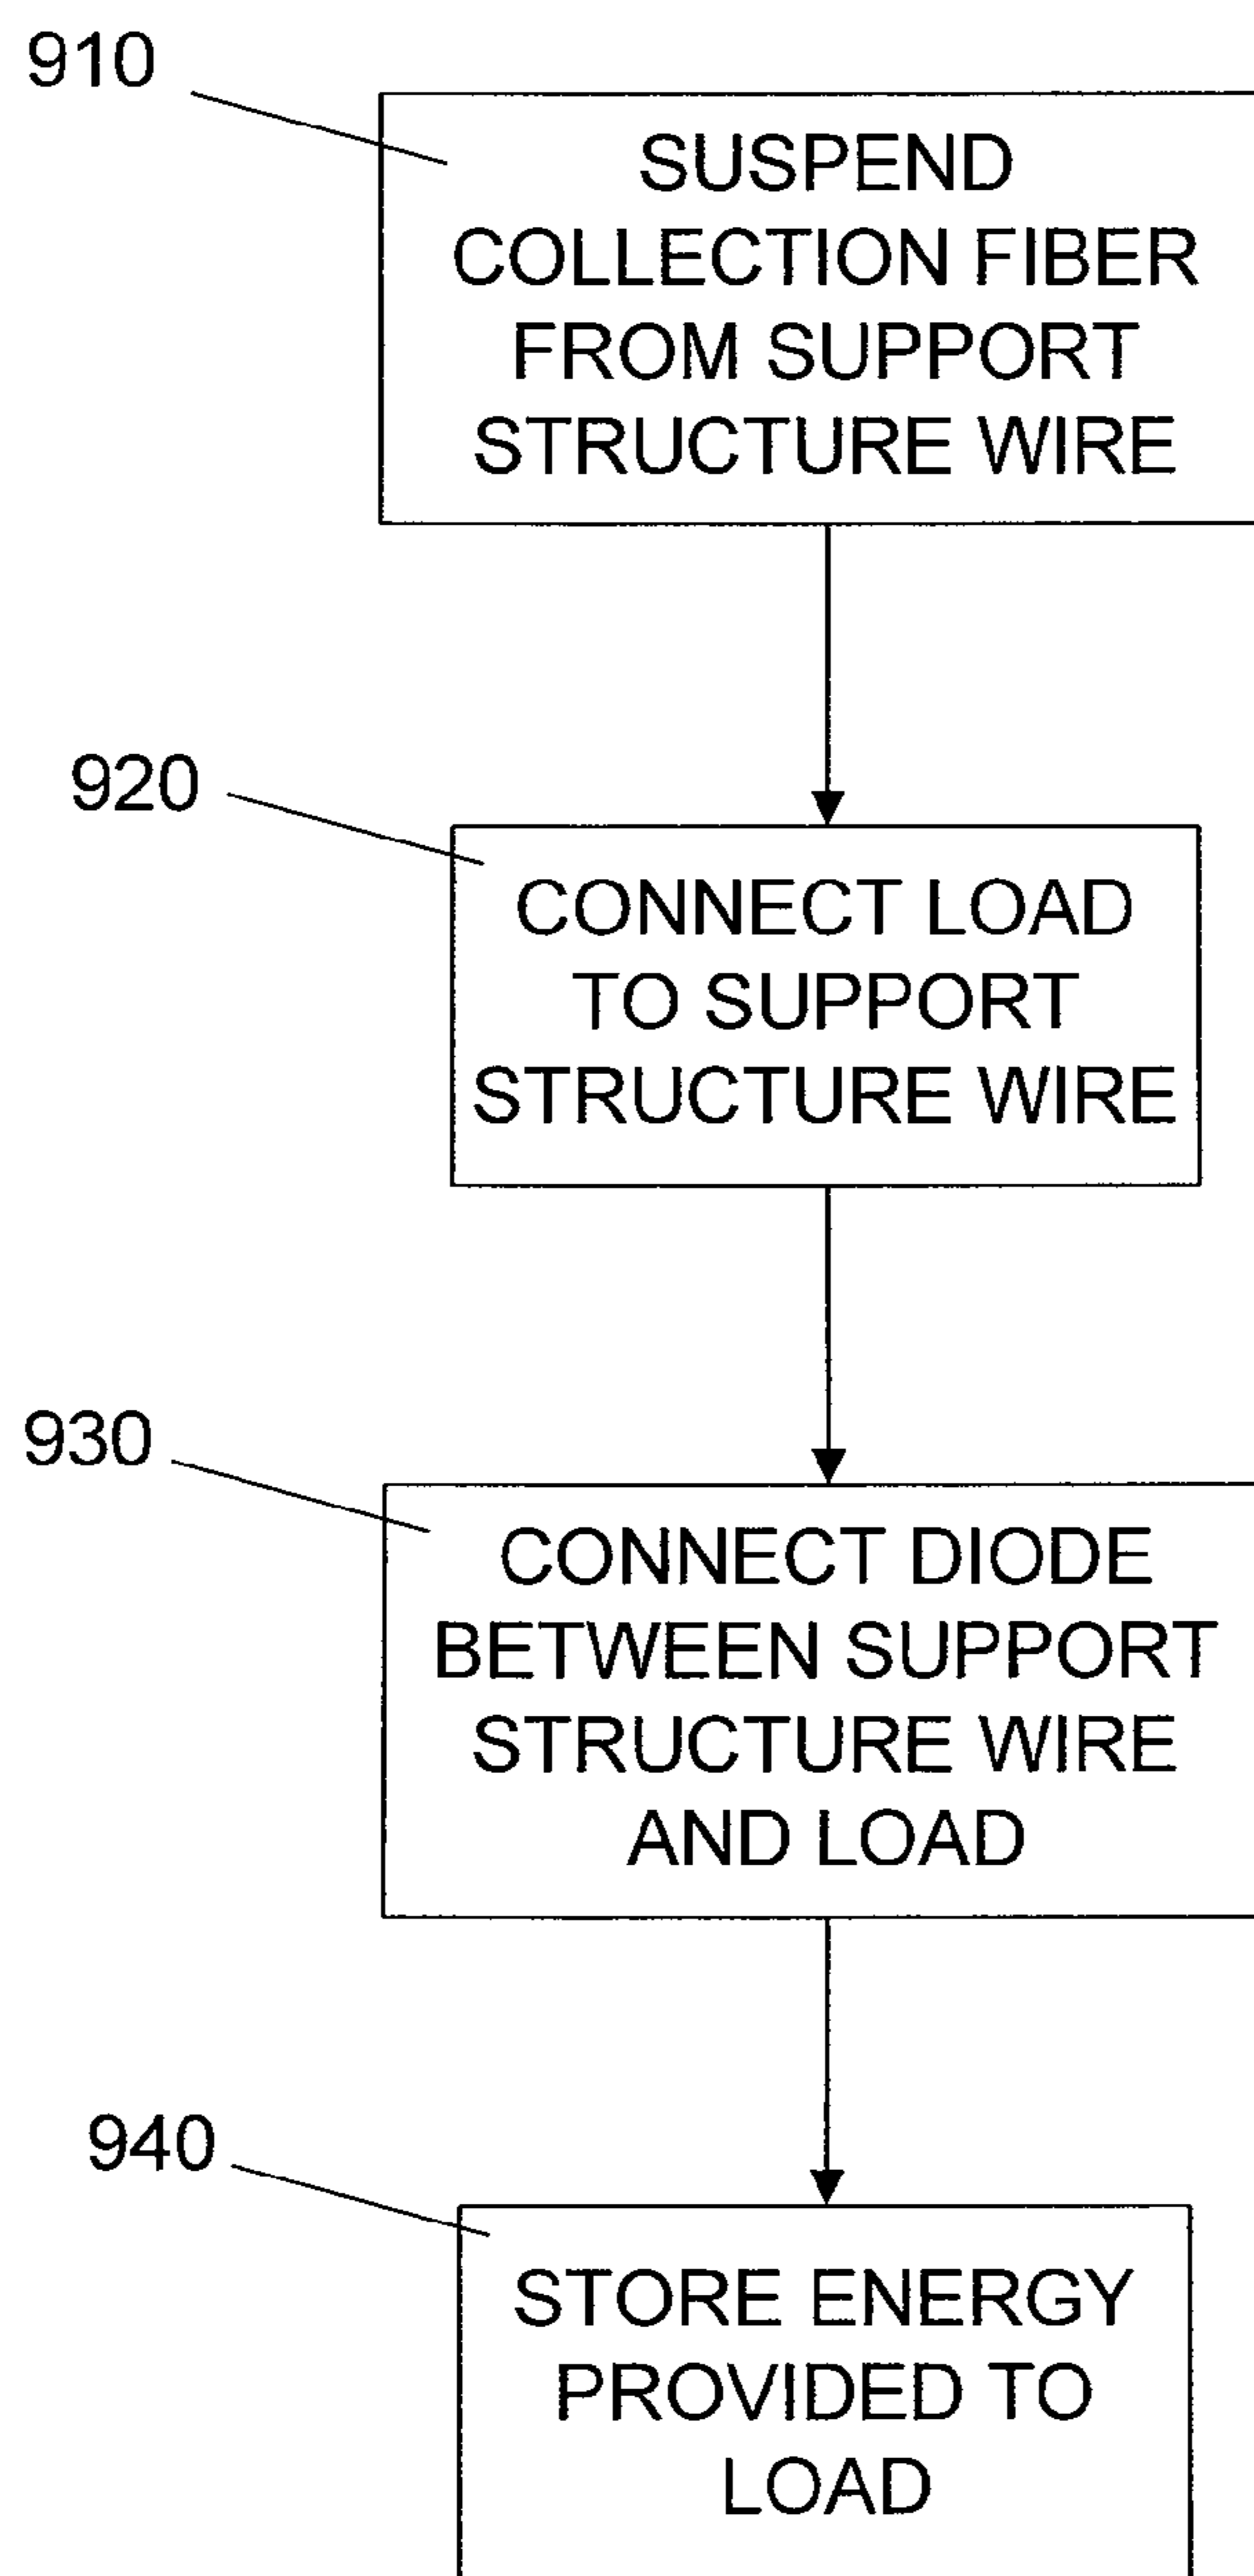 910
SUSPEND
COLLECTION FIBER
FROM SUPPORT
STRUCTURE WIRE
920
CONNECT LOAD
TO SUPPORT
STRUCTURE WIRE
930
CONNECT DIODE
BETWEEN SUPPORT
STRUCTURE WIRE
AND LOAD
940
STORE ENERGY
PROVIDED TO
LOAD